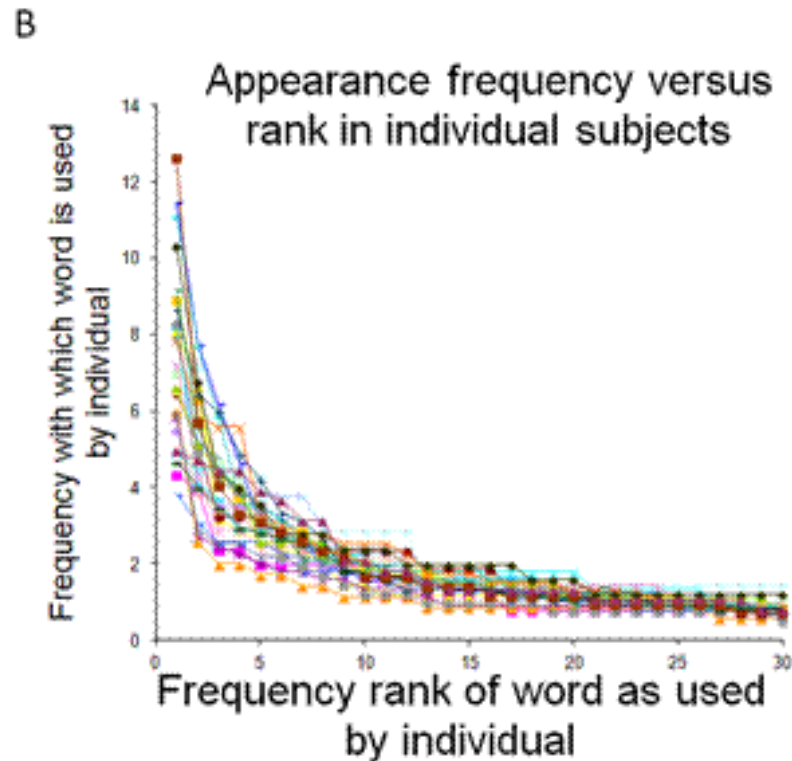 B
Appearance frequency versus
rank in individual subjects
Frequency with which word is used
by individual
14
12
10
8
6
4
2
0
0 5 10 15 20 25 30
Frequency rank of word as used
by individual